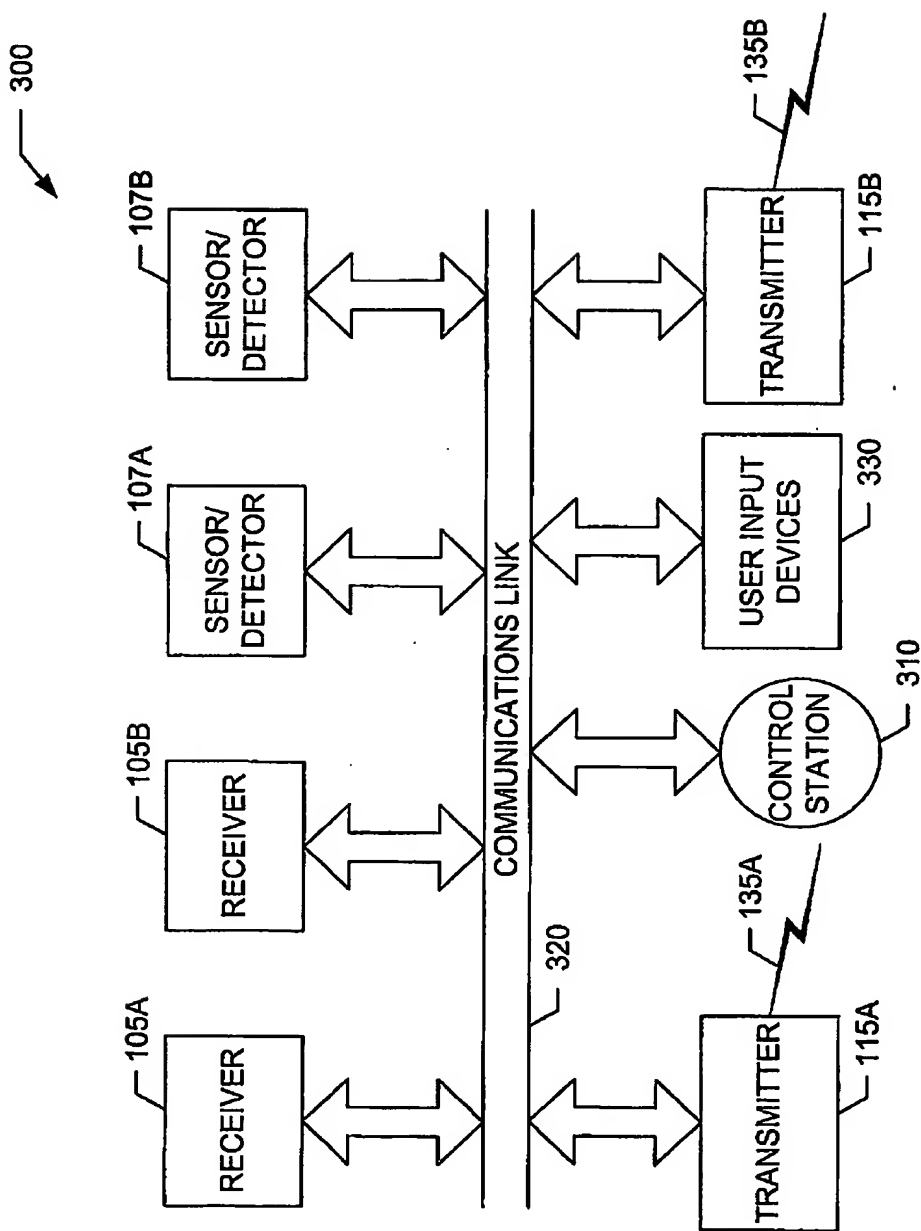 300
105A
105B
107A
107B
RECEIVER
RECEIVER
SENSOR/
DETECTOR
SENSOR/
DETECTOR
COMMUNICATIONS LINK
320
135A
135B
TRANSMITTER
CONTROL
STATION
USER INPUT
DEVICES
TRANSMITTER
115A
310
330
115B